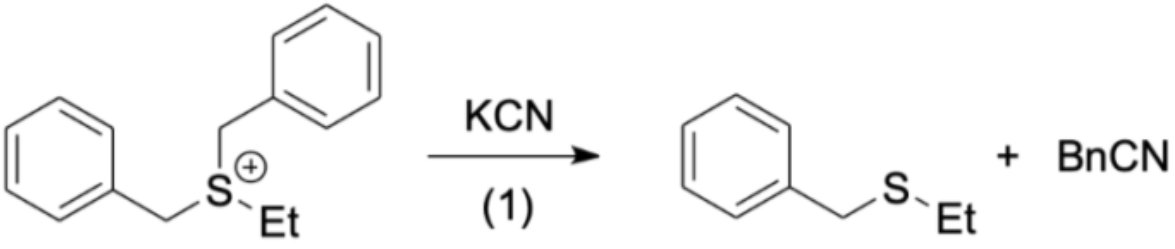 KCN
S⊕
Et
(1)
S
Et
+ BnCN